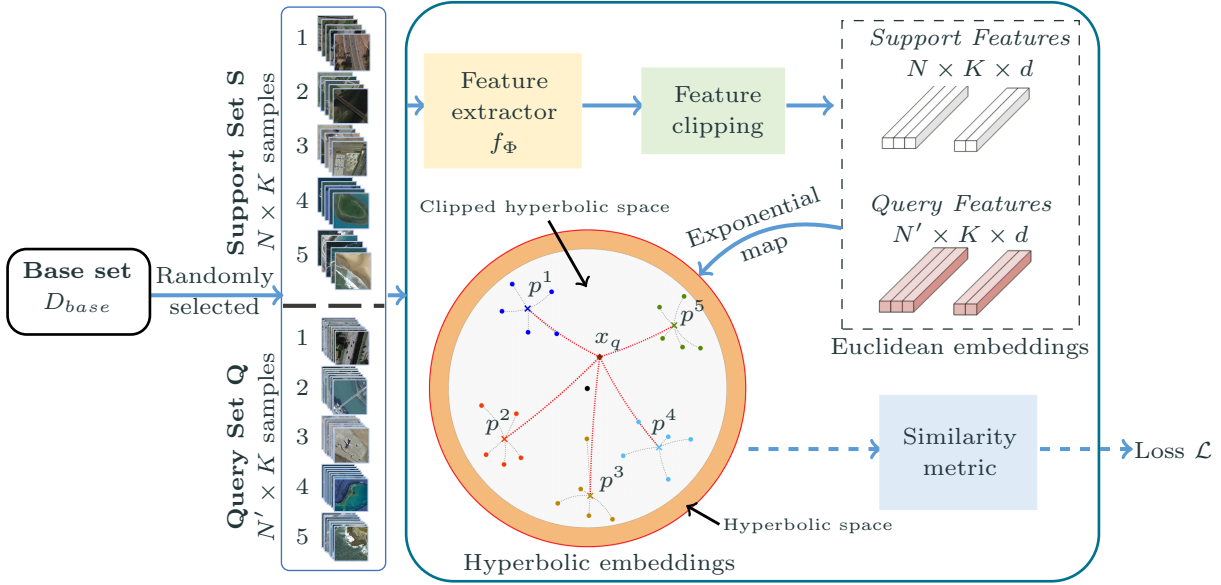 Base set
D_base
Randomly
selected
Support Set S
N × K samples
1
2
3
4
5
Query Set Q
N′ × K samples
1
2
3
4
5
Feature
extractor
f_Φ
Feature
clipping
Support Features
N × K × d
Query Features
N′ × K × d
Euclidean embeddings
Exponential
map
Clipped hyperbolic space
p^1
p^5
x_q
p^2
p^4
p^3
Hyperbolic space
Hyperbolic embeddings
Similarity
metric
Loss ℒ